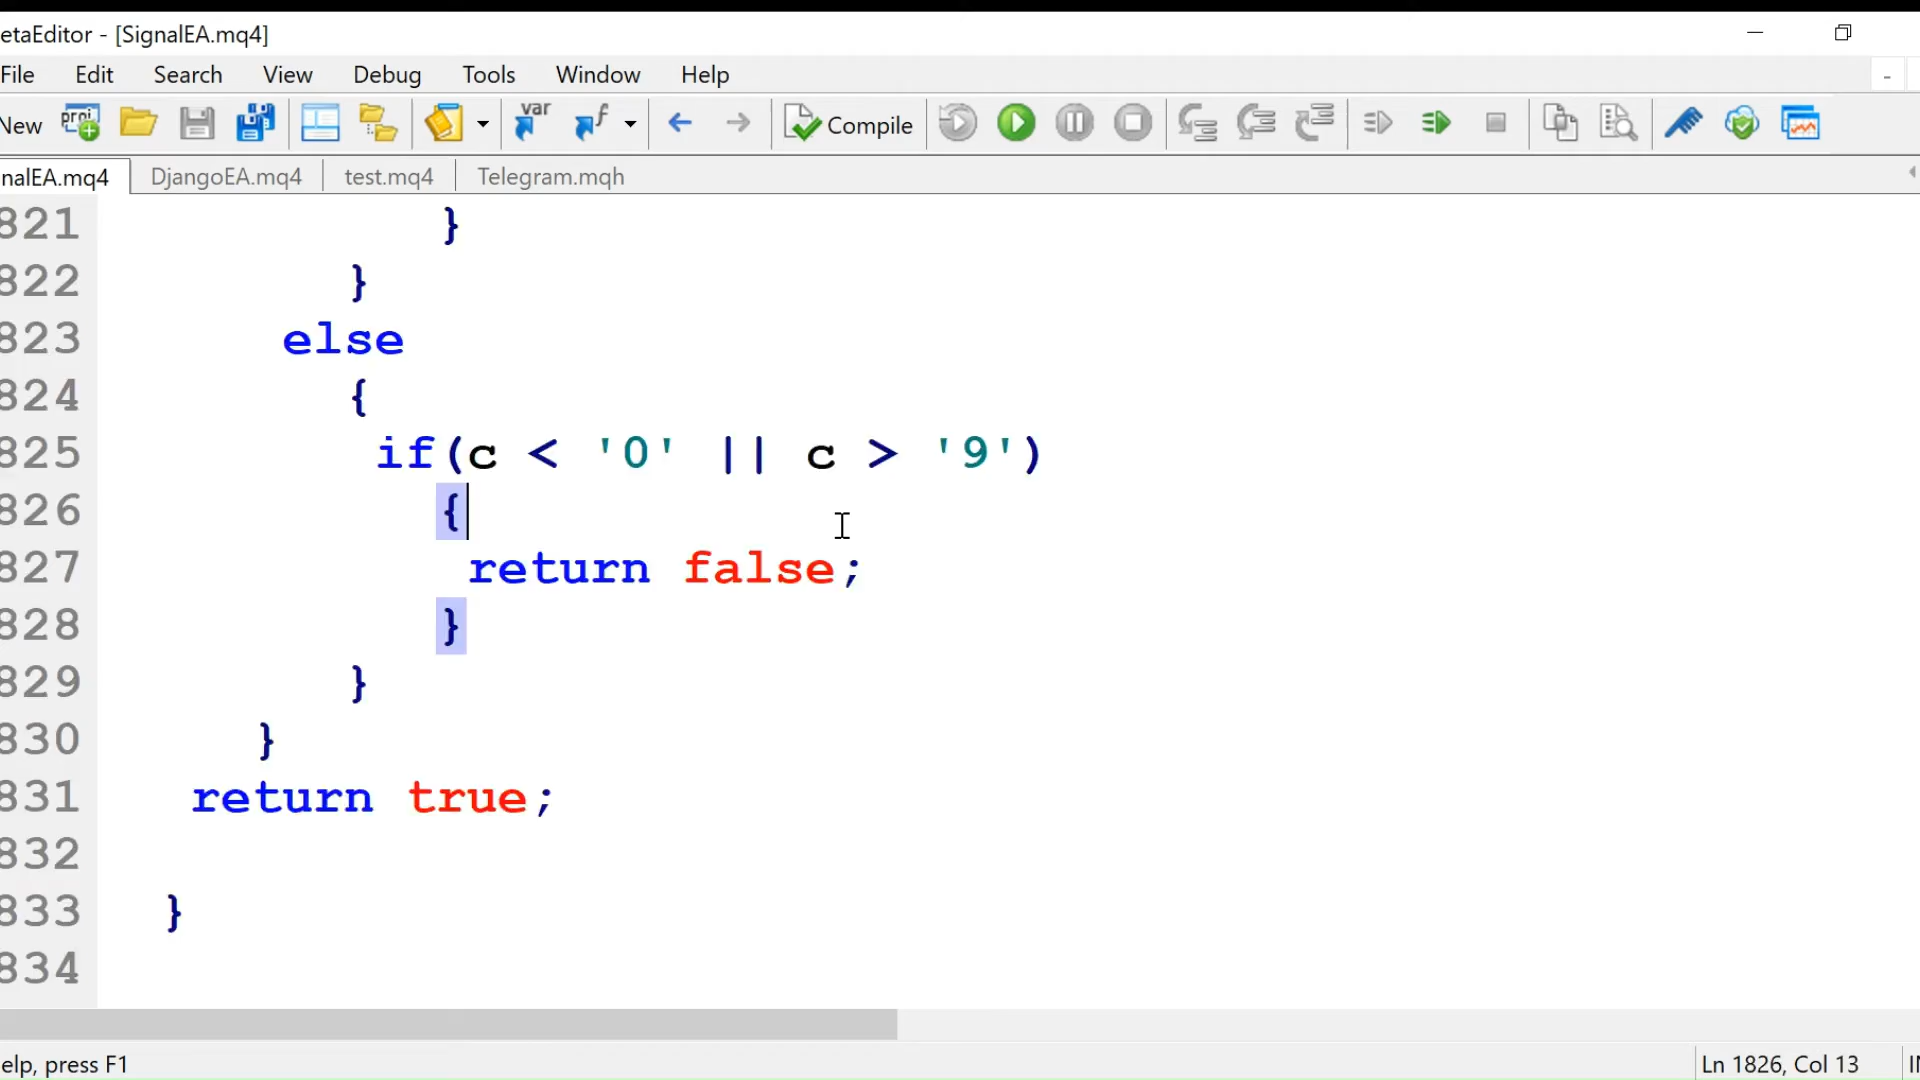 etaEditor - [SignalEA.mq4]
File Edit Search View Debug Tools Window Help
New proj var f Compile
nalEA.mq4 DjangoEA.mq4 test.mq4 Telegram.mqh
821 }
822 }
823 else
824 {
825 if(c < '0' || c > '9')
826 {
827 return false;
828 }
829 }
830 }
831 return true;
832
833 }
834
elp, press F1 Ln 1826, Col 13